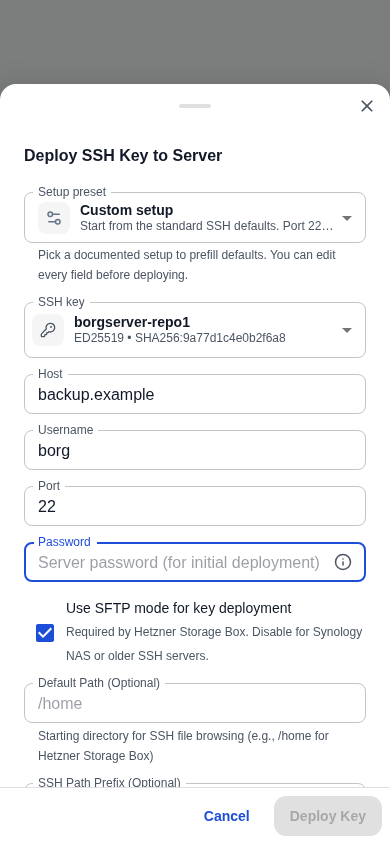 Deploy SSH Key to Server
Setup preset
Custom setup
Start from the standard SSH defaults. Port 22…
Pick a documented setup to prefill defaults. You can edit
every field before deploying.
SSH key
borgserver-repo1
ED25519 • SHA256:9a77d1c4e0b2f6a8
Host
backup.example
Username
borg
Port
22
Password
Server password (for initial deployment)
Use SFTP mode for key deployment
Required by Hetzner Storage Box. Disable for Synology
NAS or older SSH servers.
Default Path (Optional)
/home
Starting directory for SSH file browsing (e.g., /home for
Hetzner Storage Box)
SSH Path Prefix (Optional)
Cancel
Deploy Key